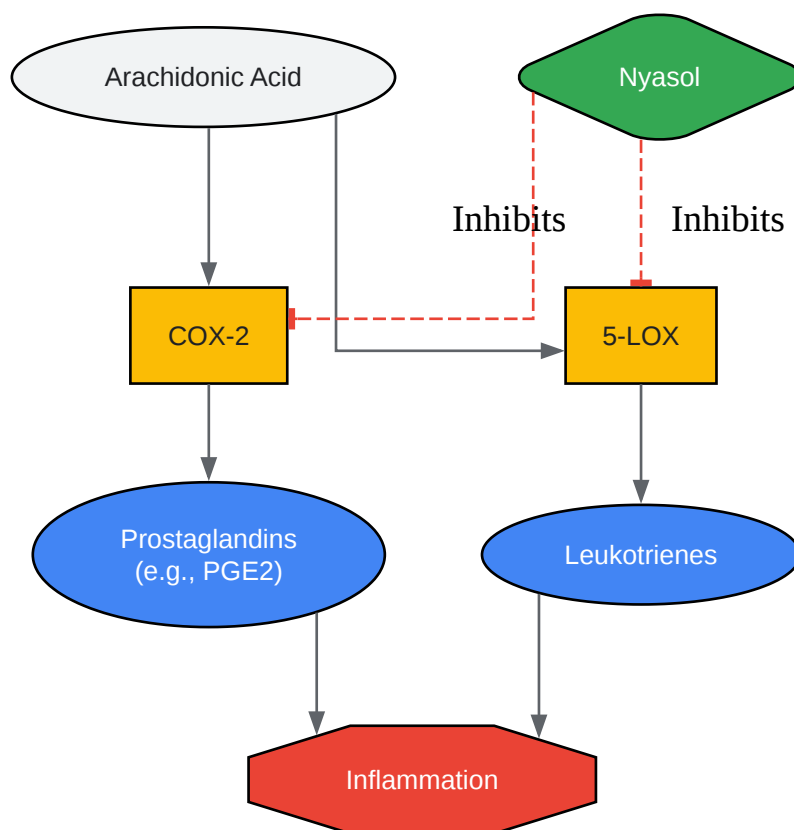 Arachidonic Acid
Nyasol
Inhibits
Inhibits
COX-2
5-LOX
Prostaglandins
(e.g., PGE2)
Leukotrienes
Inflammation